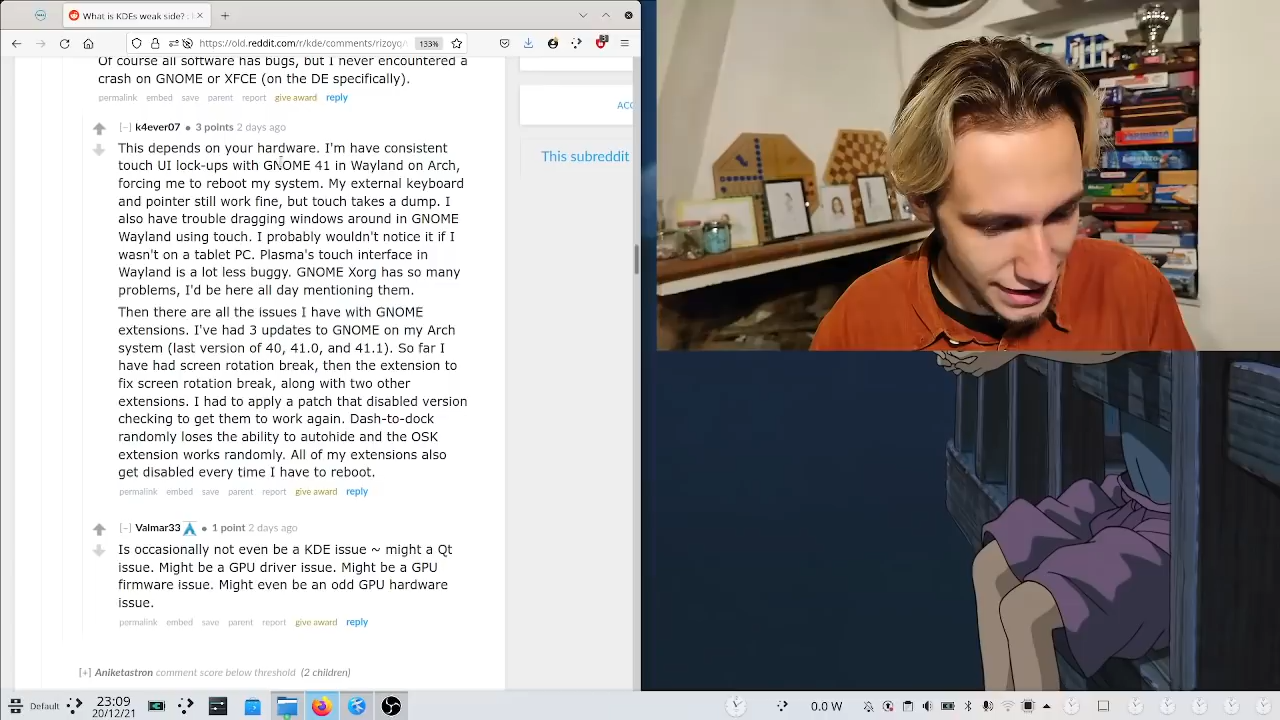 What is KDEs weak side? :
https://old.reddit.com/r/kde/comments/rizoyq/
133%
Of course all software has bugs, but I never encountered a
crash on GNOME or XFCE (on the DE specifically).
permalink embed save parent report give award reply
ACC
[–] k4ever07 • 3 points 2 days ago
This subreddit
This depends on your hardware. I'm have consistent
touch UI lock-ups with GNOME 41 in Wayland on Arch,
forcing me to reboot my system. My external keyboard
and pointer still work fine, but touch takes a dump. I
also have trouble dragging windows around in GNOME
Wayland using touch. I probably wouldn't notice it if I
wasn't on a tablet PC. Plasma's touch interface in
Wayland is a lot less buggy. GNOME Xorg has so many
problems, I'd be here all day mentioning them.
Then there are all the issues I have with GNOME
extensions. I've had 3 updates to GNOME on my Arch
system (last version of 40, 41.0, and 41.1). So far I
have had screen rotation break, then the extension to
fix screen rotation break, along with two other
extensions. I had to apply a patch that disabled version
checking to get them to work again. Dash-to-dock
randomly loses the ability to autohide and the OSK
extension works randomly. All of my extensions also
get disabled every time I have to reboot.
permalink embed save parent report give award reply
[–] Valmar33 • 1 point 2 days ago
Is occasionally not even be a KDE issue ~ might a Qt
issue. Might be a GPU driver issue. Might be a GPU
firmware issue. Might even be an odd GPU hardware
issue.
permalink embed save parent report give award reply
[+] Aniketastron comment score below threshold (2 children)
Default
23:09
20/12/21
0.0 W